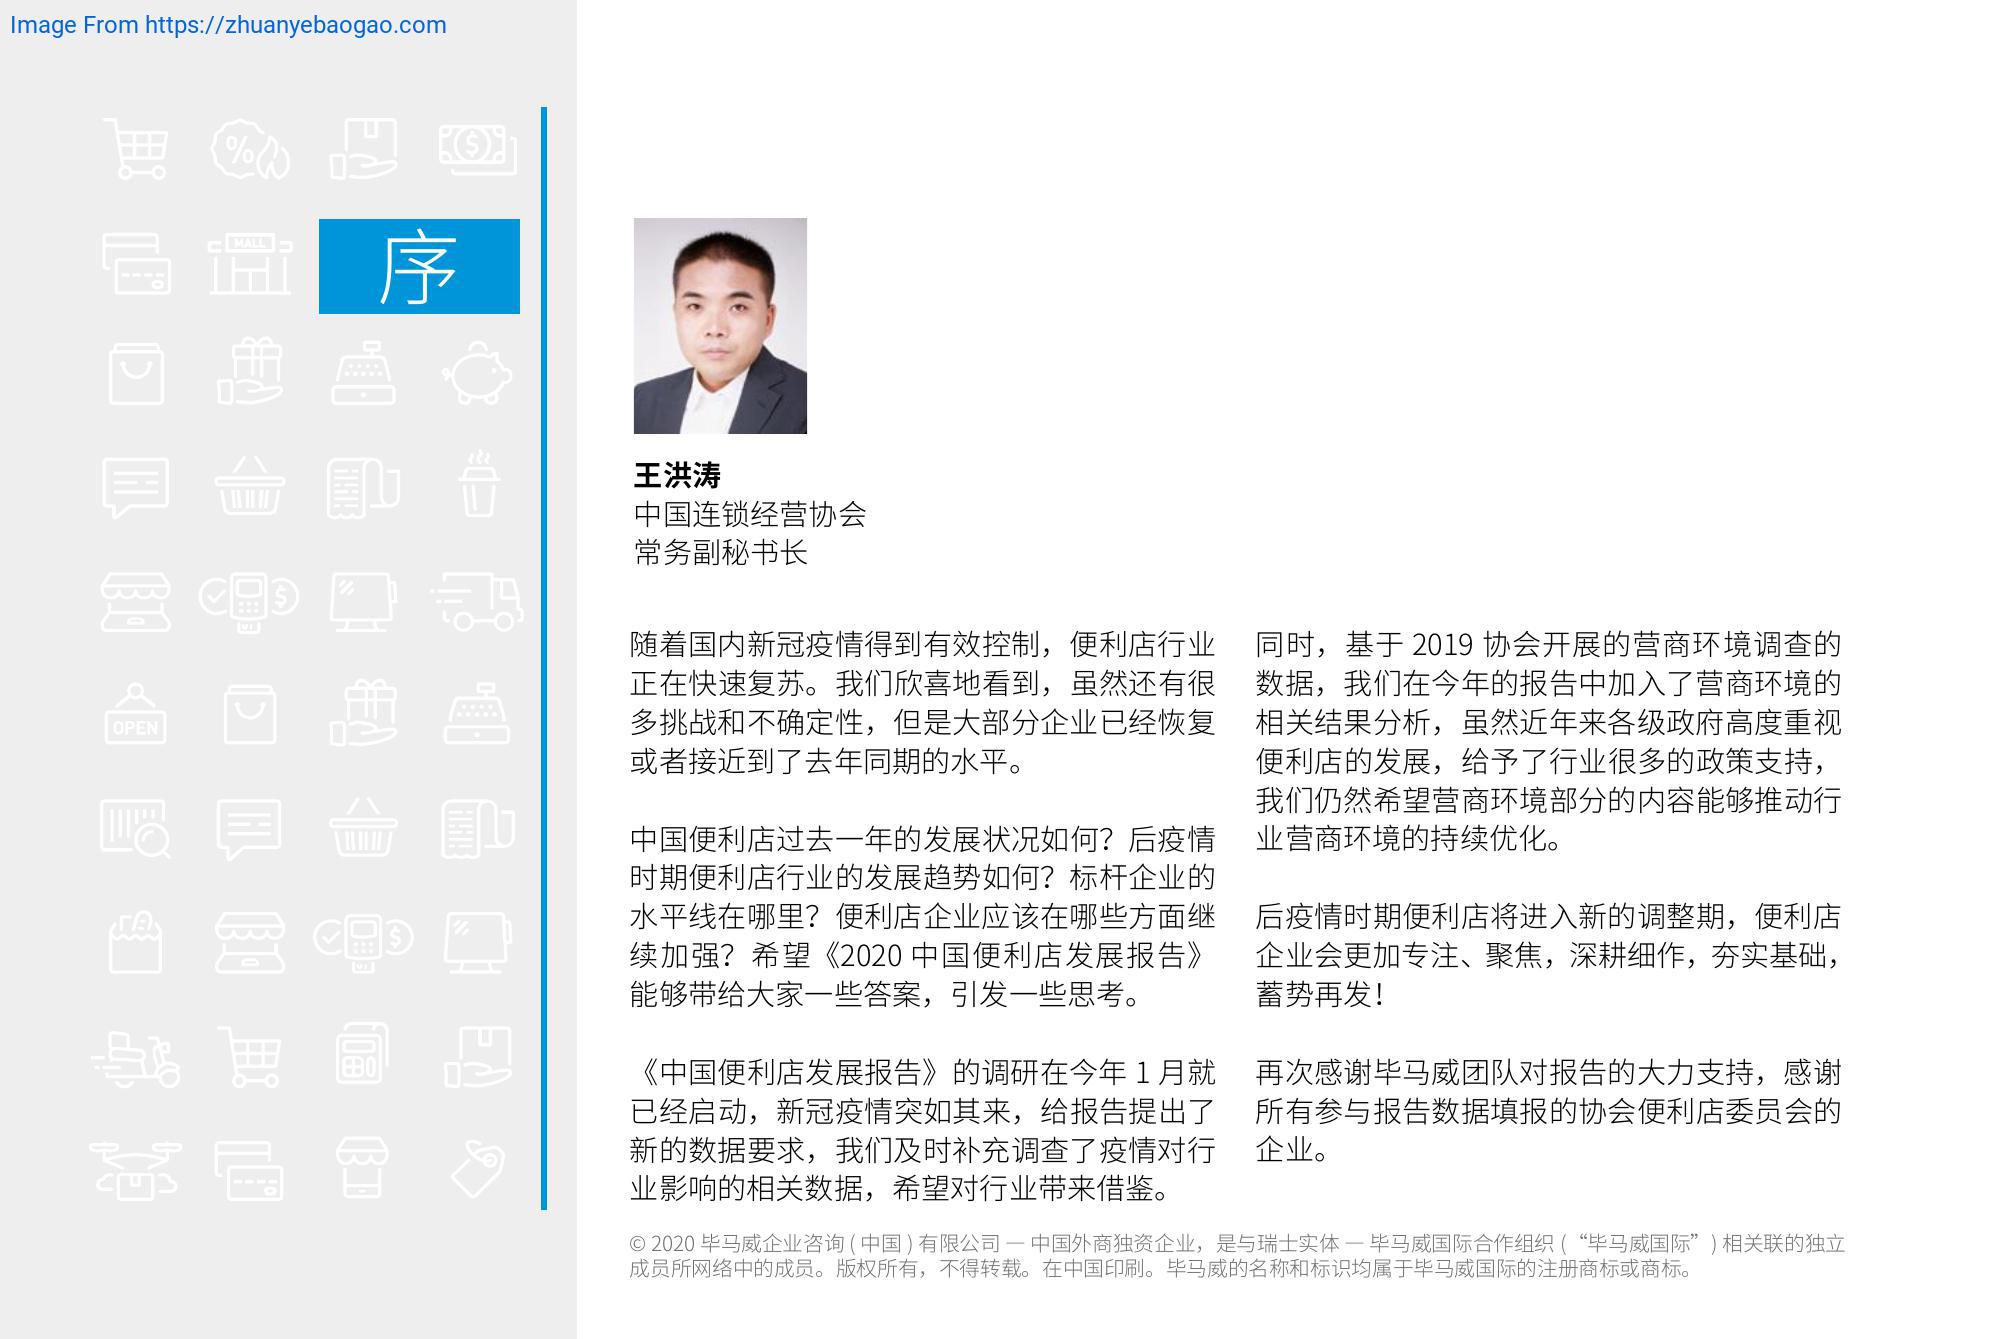 Image From https://zhuanyebaogao.com
%
$
MALL
序
$
OPEN
$
王洪涛
中国连锁经营协会
常务副秘书长
随着国内新冠疫情得到有效控制，便利店行业
正在快速复苏。我们欣喜地看到，虽然还有很
多挑战和不确定性，但是大部分企业已经恢复
或者接近到了去年同期的水平。
中国便利店过去一年的发展状况如何？后疫情
时期便利店行业的发展趋势如何？标杆企业的
水平线在哪里？便利店企业应该在哪些方面继
续加强？希望《2020 中国便利店发展报告》
能够带给大家一些答案，引发一些思考。
《中国便利店发展报告》的调研在今年 1 月就
已经启动，新冠疫情突如其来，给报告提出了
新的数据要求，我们及时补充调查了疫情对行
业影响的相关数据，希望对行业带来借鉴。
同时，基于 2019 协会开展的营商环境调查的
数据，我们在今年的报告中加入了营商环境的
相关结果分析，虽然近年来各级政府高度重视
便利店的发展，给予了行业很多的政策支持，
我们仍然希望营商环境部分的内容能够推动行
业营商环境的持续优化。
后疫情时期便利店将进入新的调整期，便利店
企业会更加专注、聚焦，深耕细作，夯实基础，
蓄势再发！
再次感谢毕马威团队对报告的大力支持，感谢
所有参与报告数据填报的协会便利店委员会的
企业。
© 2020 毕马威企业咨询 ( 中国 ) 有限公司 — 中国外商独资企业，是与瑞士实体 — 毕马威国际合作组织 (“毕马威国际”) 相关联的独立
成员所网络中的成员。版权所有，不得转载。在中国印刷。毕马威的名称和标识均属于毕马威国际的注册商标或商标。